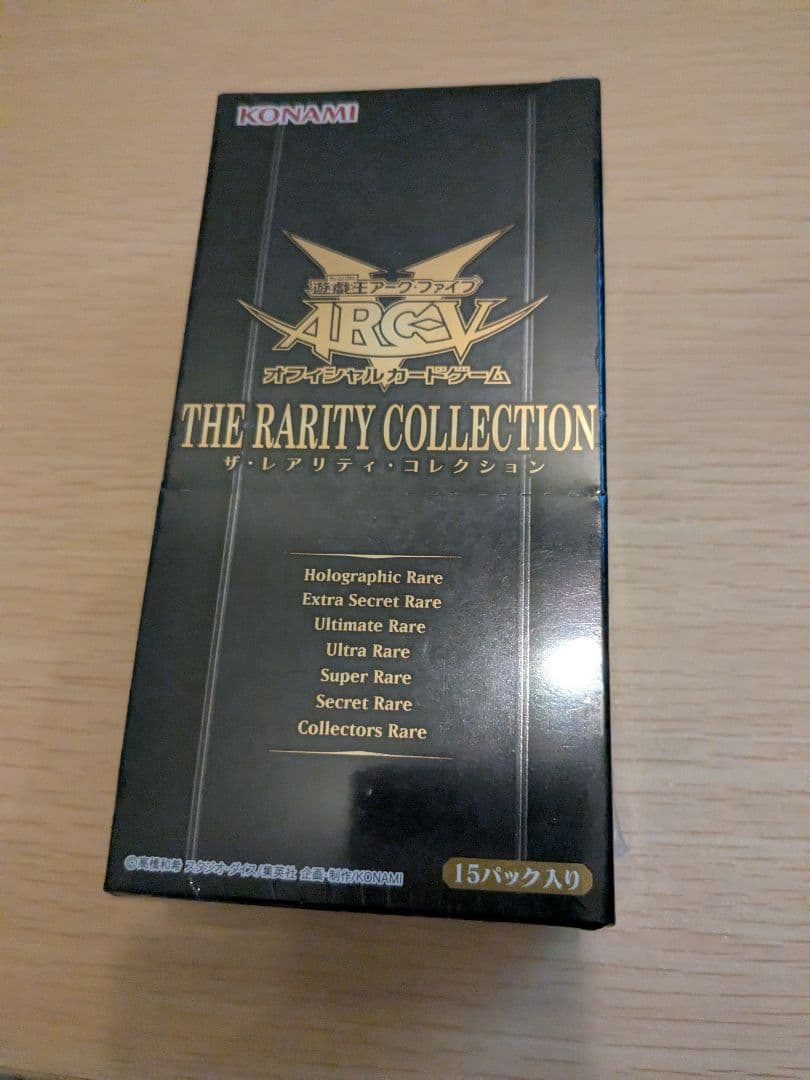 KONAMI
遊戯王アーク・ファイブ
ARC-V
オフィシャルカードゲーム
THE RARITY COLLECTION
ザ・レアリティ・コレクション
Holographic Rare
Extra Secret Rare
Ultimate Rare
Ultra Rare
Super Rare
Secret Rare
Collectors Rare
©高橋和希 スタジオ・ダイス/集英社 企画・制作/KONAMI
15パック入り